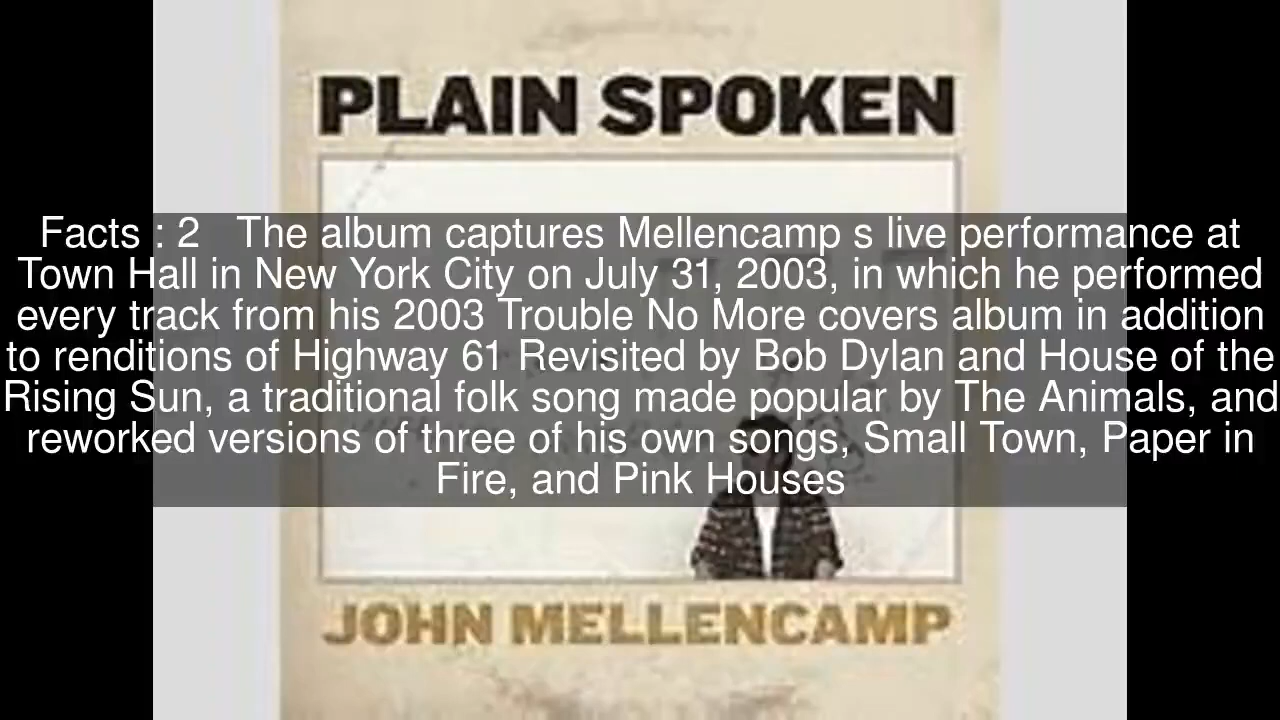 PLAIN SPOKEN
Facts : 2 The album captures Mellencamp s live performance at
Town Hall in New York City on July 31, 2003, in which he performed
every track from his 2003 Trouble No More covers album in addition
to renditions of Highway 61 Revisited by Bob Dylan and House of the
Rising Sun, a traditional folk song made popular by The Animals, and
reworked versions of three of his own songs, Small Town, Paper in
Fire, and Pink Houses
JOHN MELLENCAMP